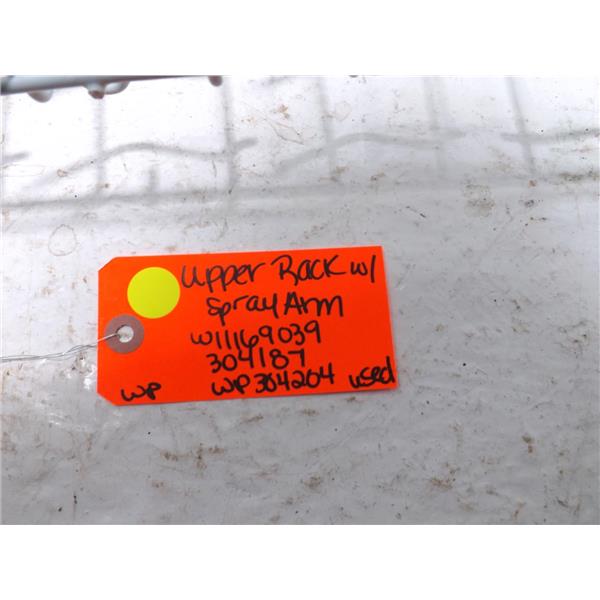 Upper Rack w/
Spray Arm
W11169039
304187
WP WP304204 used